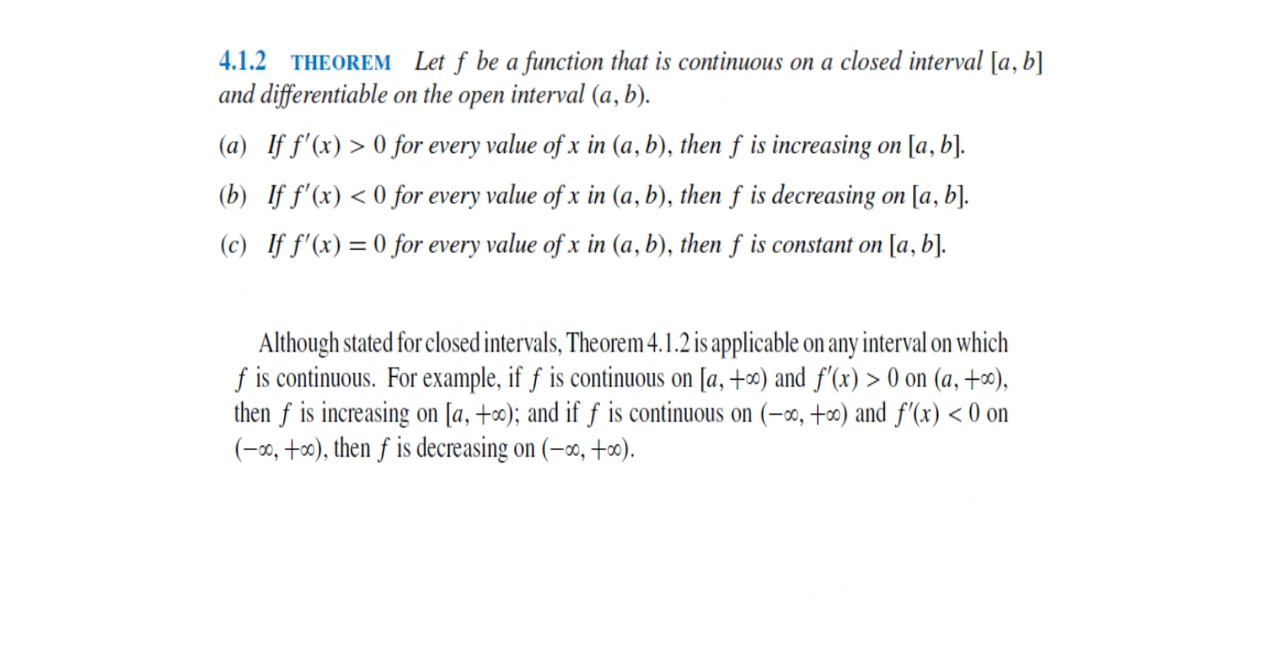 4.1.2 THEOREM Let f be a function that is continuous on a closed interval [a, b]
and differentiable on the open interval (a, b).
(a) If f′(x) > 0 for every value of x in (a, b), then f is increasing on [a, b].
(b) If f′(x) < 0 for every value of x in (a, b), then f is decreasing on [a, b].
(c) If f′(x) = 0 for every value of x in (a, b), then f is constant on [a, b].
Although stated for closed intervals, Theorem 4.1.2 is applicable on any interval on which
f is continuous. For example, if f is continuous on [a, +∞) and f′(x) > 0 on (a, +∞),
then f is increasing on [a, +∞); and if f is continuous on (−∞, +∞) and f′(x) < 0 on
(−∞, +∞), then f is decreasing on (−∞, +∞).